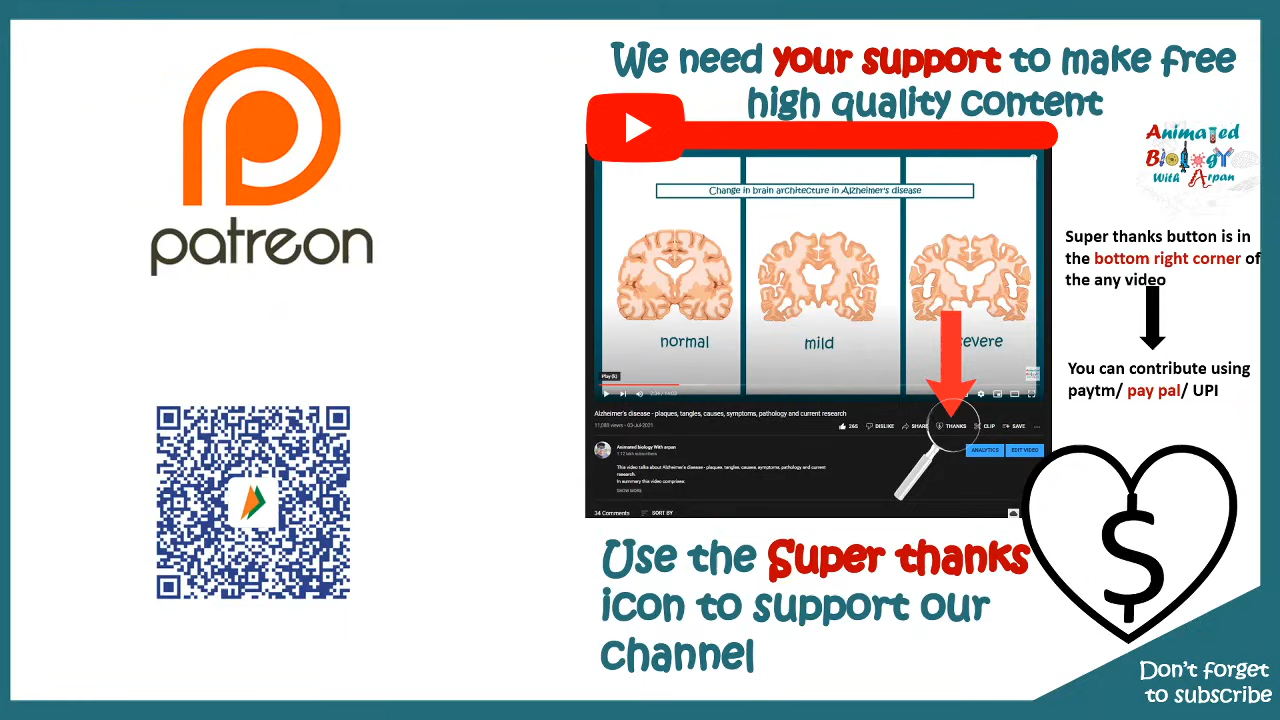 patreon
We need your support to make free
high quality content
Animated
Biology
With Arpan
Change in brain architecture in Alzheimer's disease
normal
mild
severe
Play (k)
Alzheimer's disease - plaques, tangles, causes, symptoms, pathology and current research
265 DISLIKE SHARE THANKS CLIP SAVE
Animated biology With arpan
ANALYTICS EDIT VIDEO
This video talks about Alzheimer's disease - plaques, tangles, causes, symptoms, pathology and current
research.
In summary this video comprises:
SHOW MORE
34 Comments SORT BY
Super thanks button is in
the bottom right corner of
the any video
You can contribute using
paytm/ pay pal/ UPI
$
Use the Super thanks
icon to support our
channel
Don't forget
to subscribe